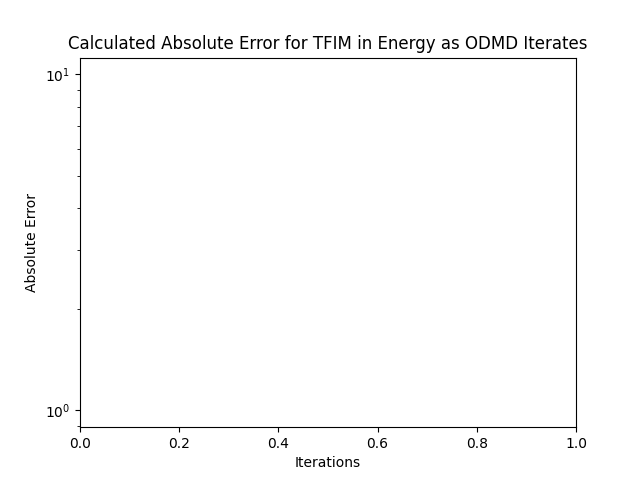 Calculated Absolute Error for TFIM in Energy as ODMD Iterates
10¹
Absolute Error
10⁰
0.0 0.2 0.4 0.6 0.8 1.0
Iterations